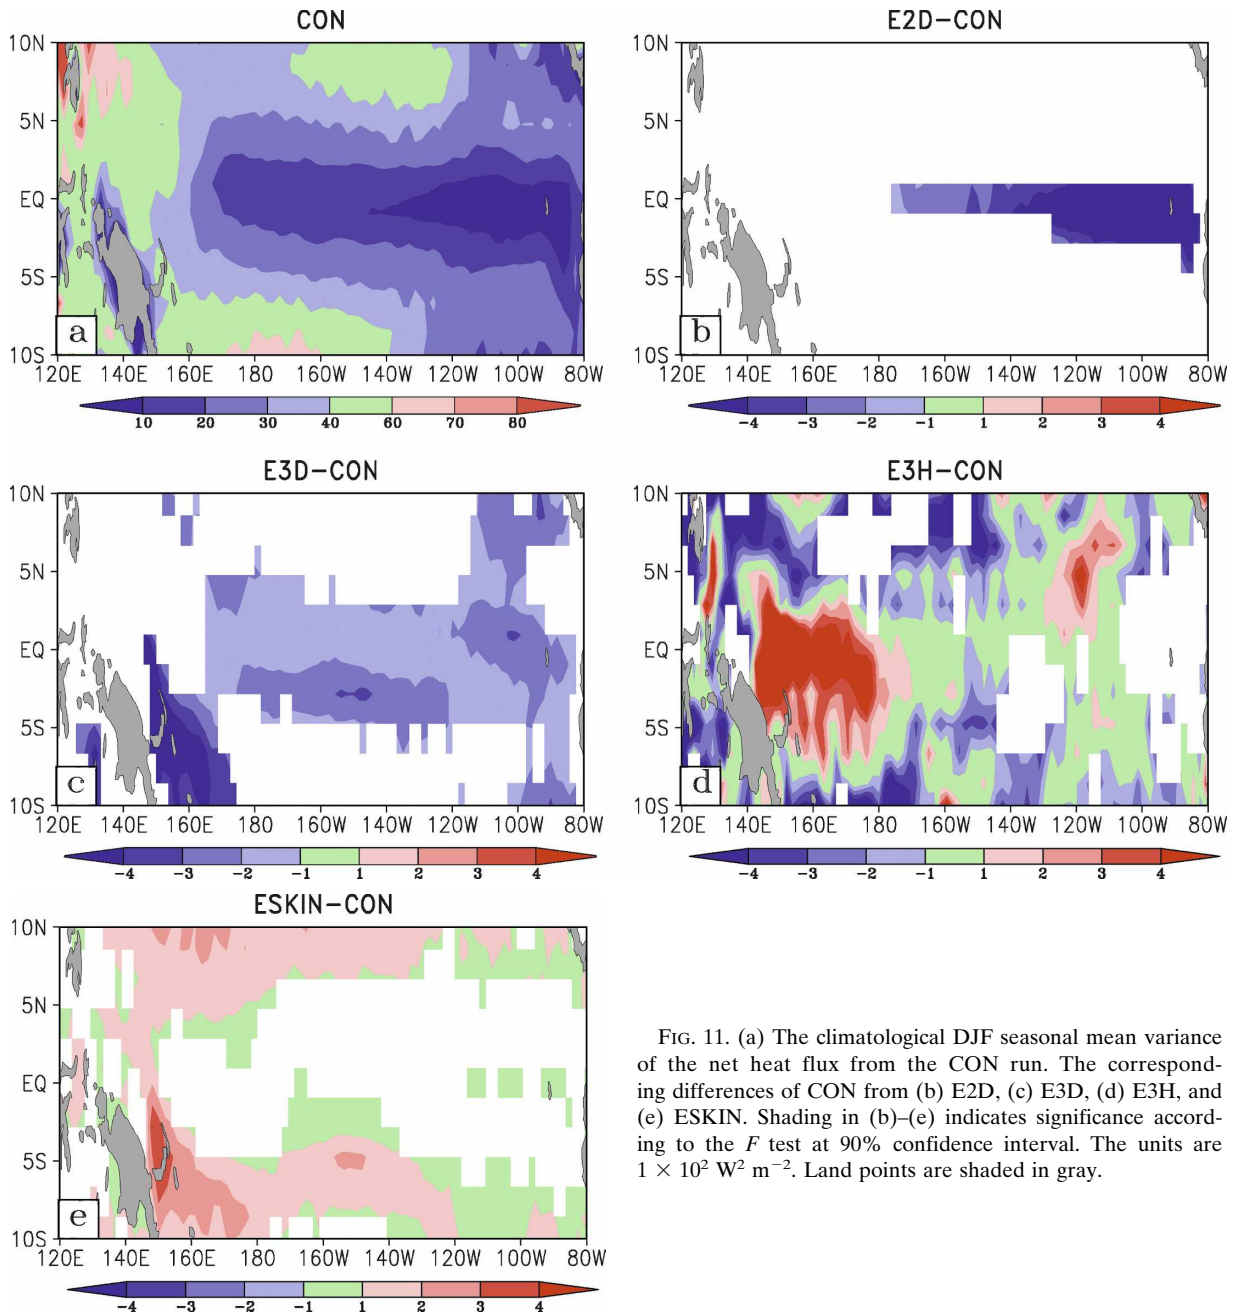 CON
10N
5N
EQ
5S
10S
a
120E 140E 160E 180 160W 140W 120W 100W 80W
10 20 30 40 60 70 80
E2D-CON
10N
5N
EQ
5S
10S
b
120E 140E 160E 180 160W 140W 120W 100W 80W
-4 -3 -2 -1 1 2 3 4
E3D-CON
10N
5N
EQ
5S
10S
c
120E 140E 160E 180 160W 140W 120W 100W 80W
-4 -3 -2 -1 1 2 3 4
E3H-CON
10N
5N
EQ
5S
10S
d
120E 140E 160E 180 160W 140W 120W 100W 80W
-4 -3 -2 -1 1 2 3 4
ESKIN-CON
10N
5N
EQ
5S
10S
e
120E 140E 160E 180 160W 140W 120W 100W 80W
-4 -3 -2 -1 1 2 3 4
FIG. 11. (a) The climatological DJF seasonal mean variance
of the net heat flux from the CON run. The correspond-
ing differences of CON from (b) E2D, (c) E3D, (d) E3H, and
(e) ESKIN. Shading in (b)–(e) indicates significance accord-
ing to the F test at 90% confidence interval. The units are
1 × 10² W² m⁻². Land points are shaded in gray.